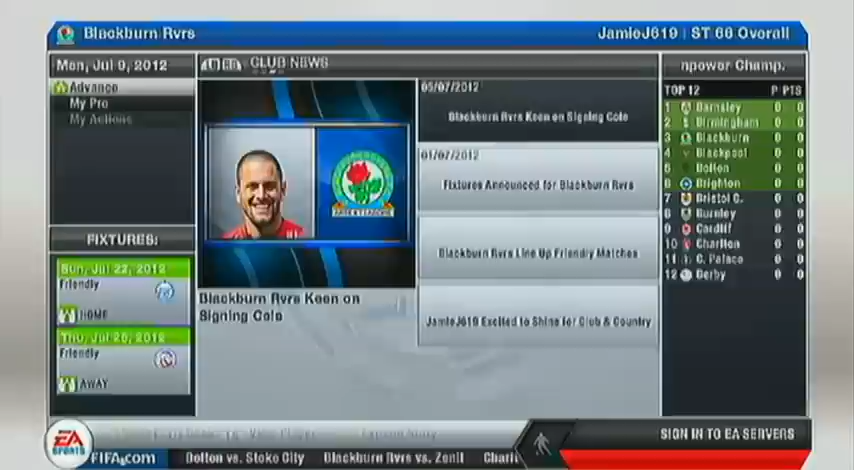 Blackburn Rvrs
JamieJ619 | ST 66 Overall
Mon, Jul 9, 2012
Advance
My Pro
My Actions
FIXTURES:
Sun, Jul 22, 2012
Friendly
HOME
Thu, Jul 26, 2012
Friendly
AWAY
LB RB CLUB NEWS
Blackburn Rvrs Keen on
Signing Cole
05/07/2012
Blackburn Rvrs Keen on Signing Cole
01/07/2012
Fixtures Announced for Blackburn Rvrs
Blackburn Rvrs Line Up Friendly Matches
JamieJ619 Excited to Shine for Club & Country
npower Champ.
TOP 12 P PTS
1 Barnsley 0 0
2 Birmingham 0 0
3 Blackburn 0 0
4 Blackpool 0 0
5 Bolton 0 0
6 Brighton 0 0
7 Bristol C. 0 0
8 Burnley 0 0
9 Cardiff 0 0
10 Charlton 0 0
11 C. Palace 0 0
12 Derby 0 0
SIGN IN TO EA SERVERS
EA
SPORTS
FIFA.com
Bolton vs. Stoke City Blackburn Rvrs vs. Zenit Charlt